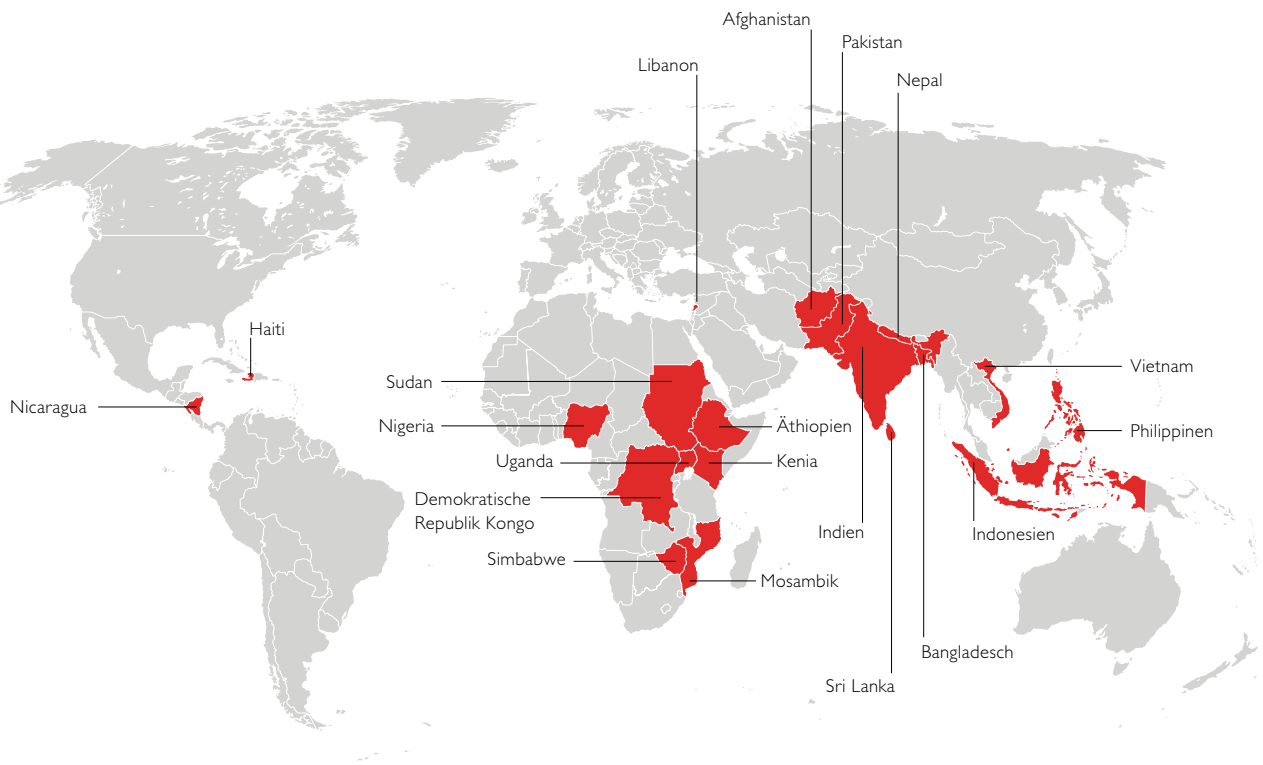 Afghanistan
Pakistan
Libanon
Nepal
Haiti
Vietnam
Sudan
Nicaragua
Nigeria
Äthiopien
Philippinen
Uganda
Kenia
Demokratische
Republik Kongo
Indien
Indonesien
Simbabwe
Mosambik
Bangladesch
Sri Lanka